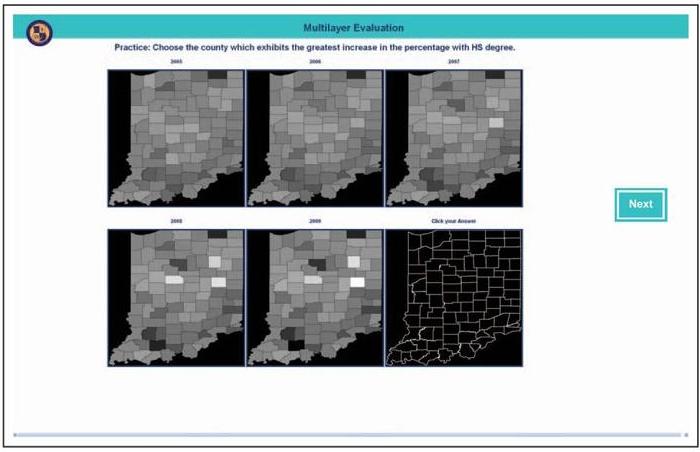 Multilayer Evaluation
Practice: Choose the county which exhibits the greatest increase in the percentage with HS degree.
2005
2006
2007
Next
2008
2009
Click your Answer